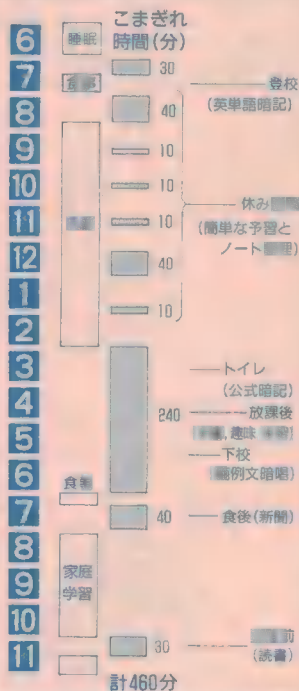 こまぎれ
時間(分)
6
睡眠
7
30
登校
8
40
(英単語暗記)
9
10
10
10
休み
11
10
(簡単な予習と
ノート
12
40
1
10
2
3
トイレ
(公式暗記)
4
240
放課後
5
趣味
下校
6
例文暗唱)
食
7
40
食後(新聞)
8
家庭
9
学習
10
11
30
前
(読書)
計460分